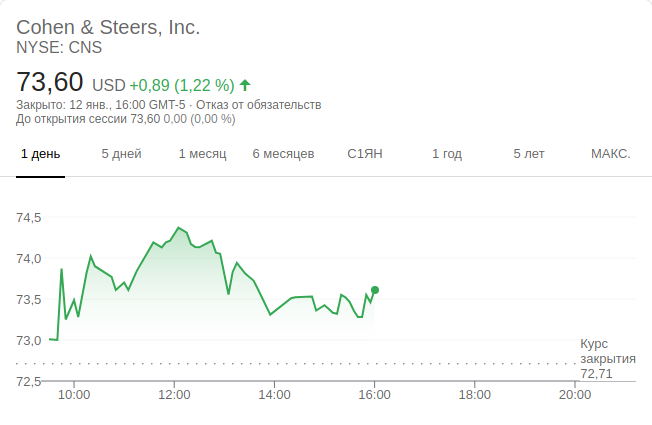 Cohen & Steers, Inc.
NYSE: CNS
73,60 USD +0,89 (1,22 %)
Закрыто: 12 янв., 16:00 GMT-5 · Отказ от обязательств
До открытия сессии 73,60 0,00 (0,00 %)
1 день 5 дней 1 месяц 6 месяцев С1ЯН 1 год 5 лет МАКС.
74,5
74,0
73,5
73,0
Курс
закрытия
72,71
72,5
10:00 12:00 14:00 16:00 18:00 20:00